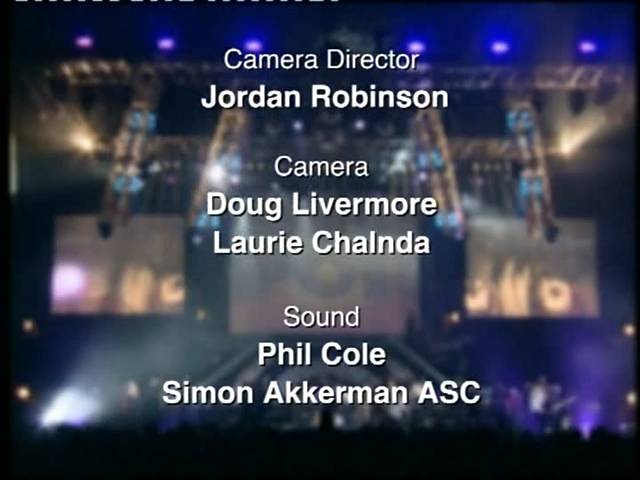 Camera Director
Jordan Robinson
Camera
Doug Livermore
Laurie Chalnda
Sound
Phil Cole
Simon Akkerman ASC